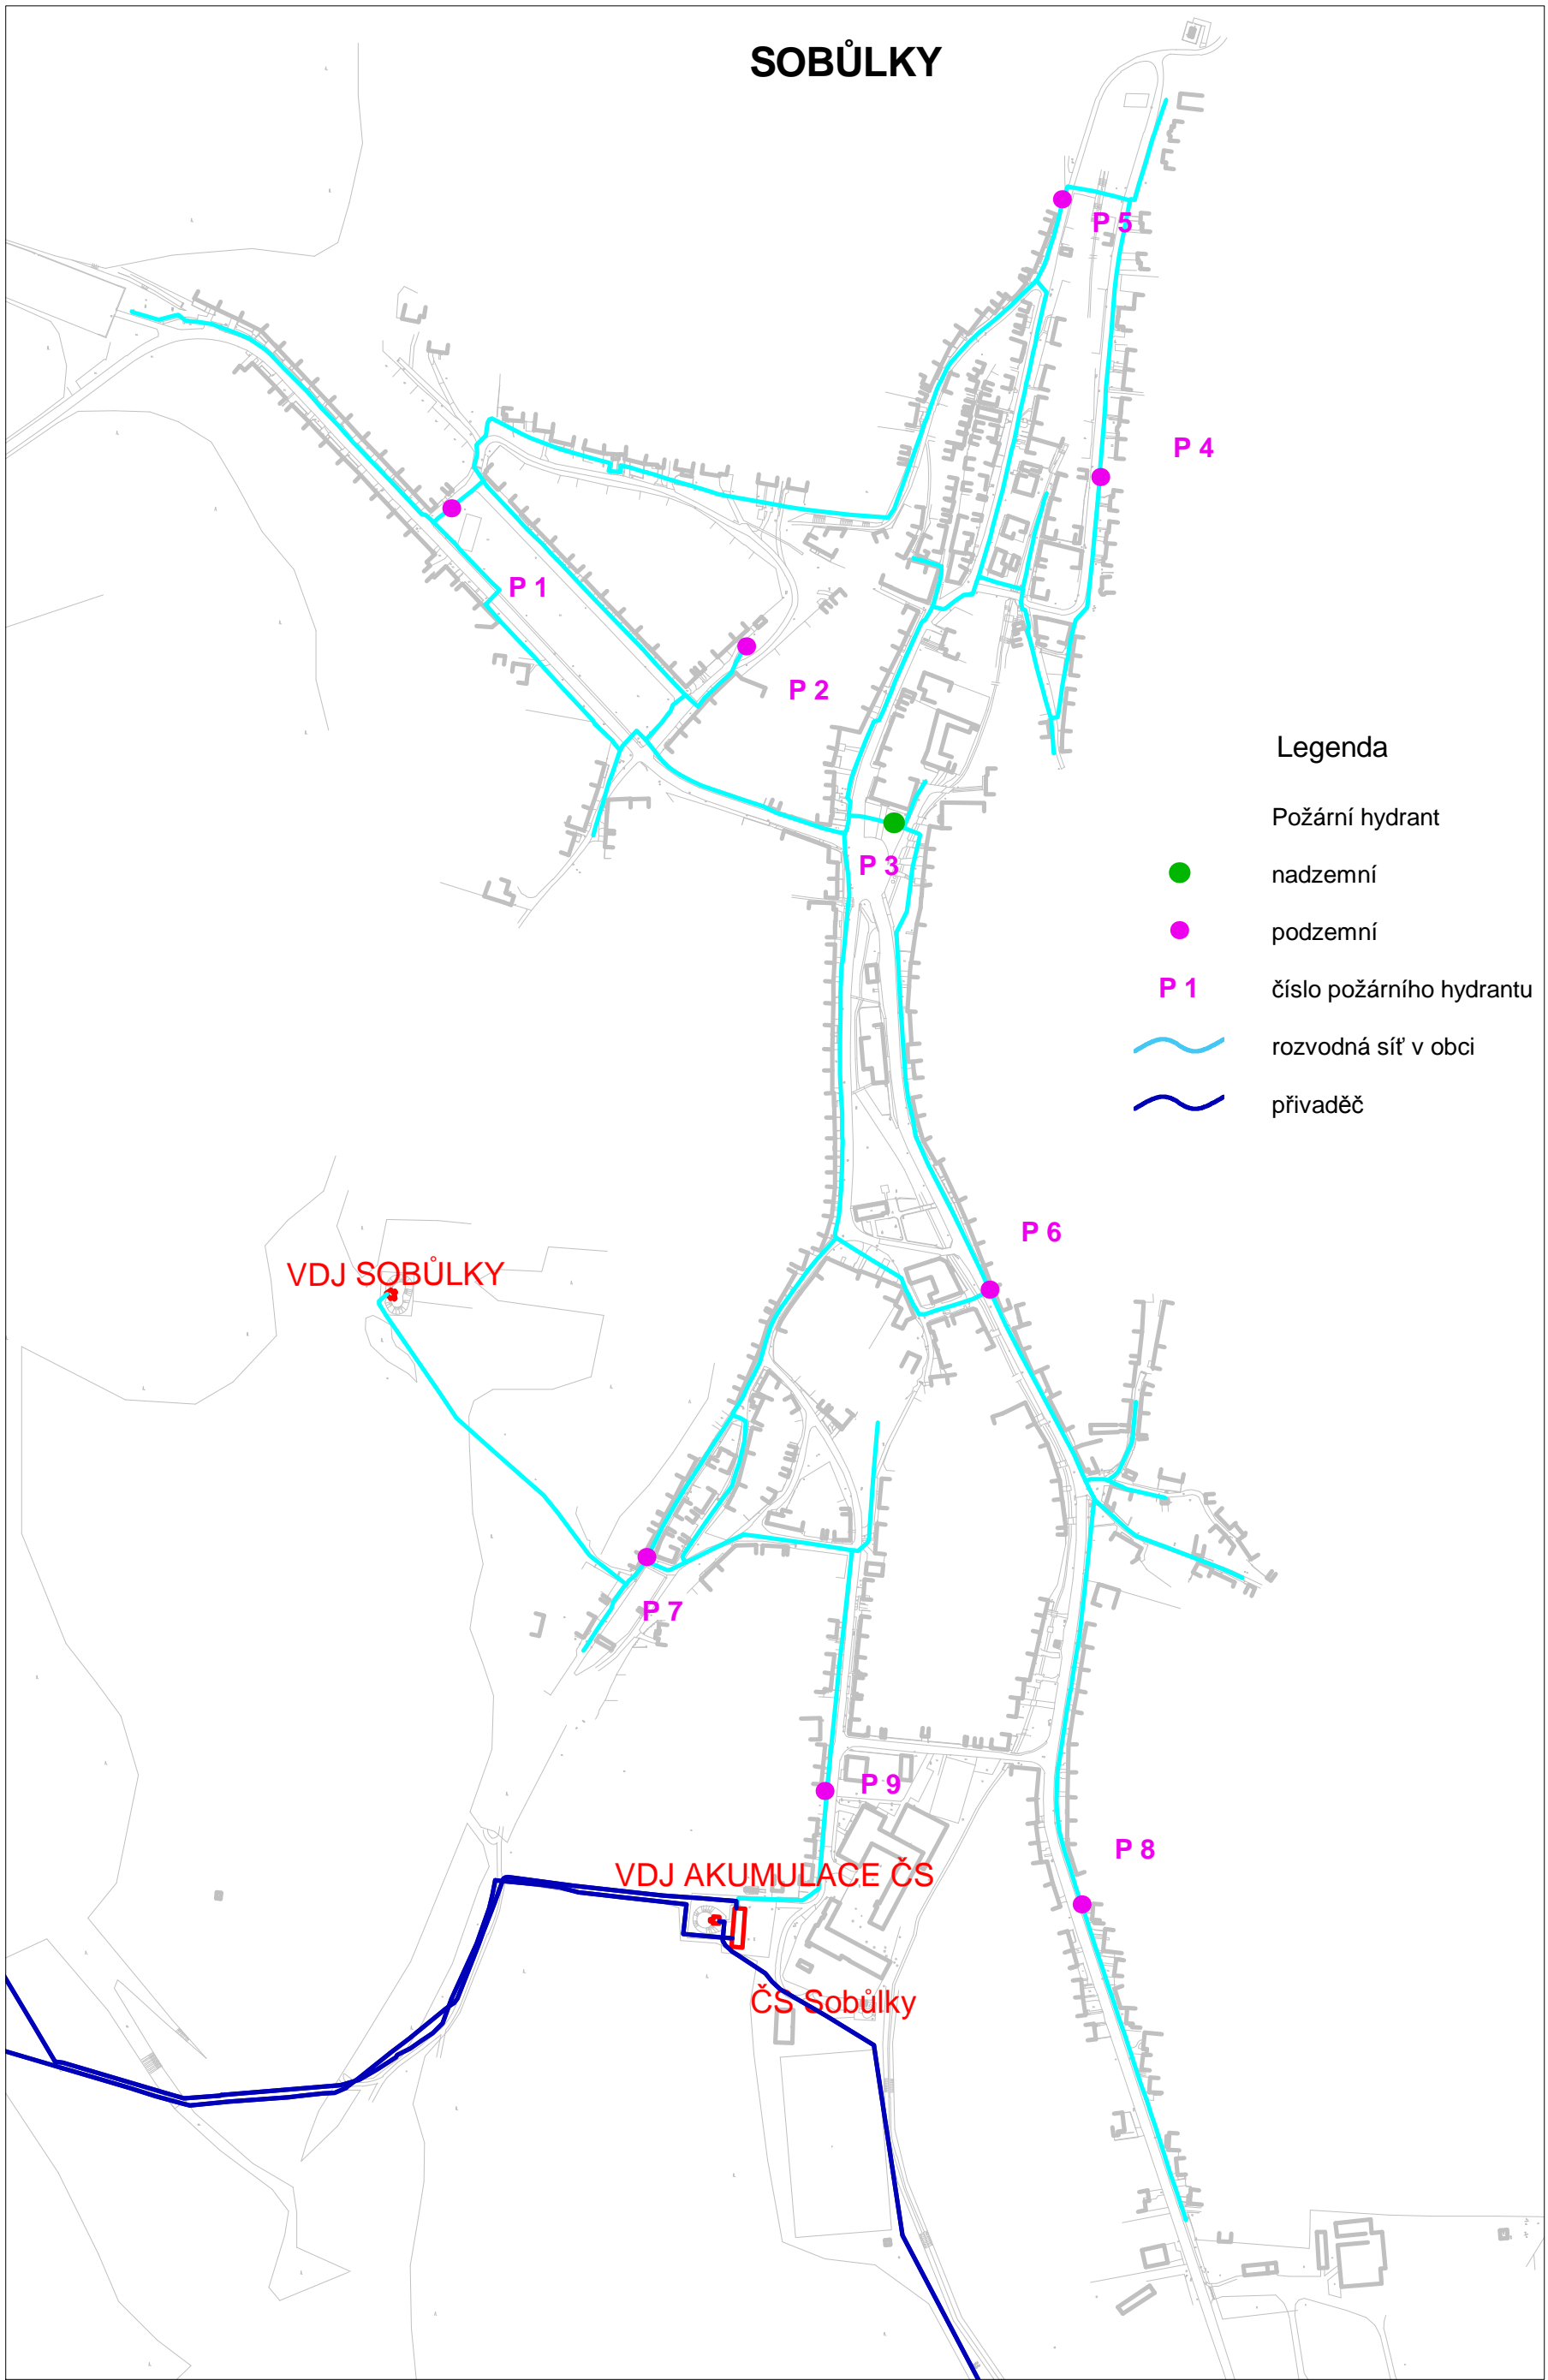 SOBŮLKY
P 5
P 4
P 1
P 2
Legenda
Požární hydrant
P 3
nadzemní
podzemní
P 1
číslo požárního hydrantu
rozvodná síť v obci
přivaděč
P 6
VDJ SOBŮLKY
P 7
P 9
P 8
VDJ AKUMULACE ČS
ČS Sobůlky